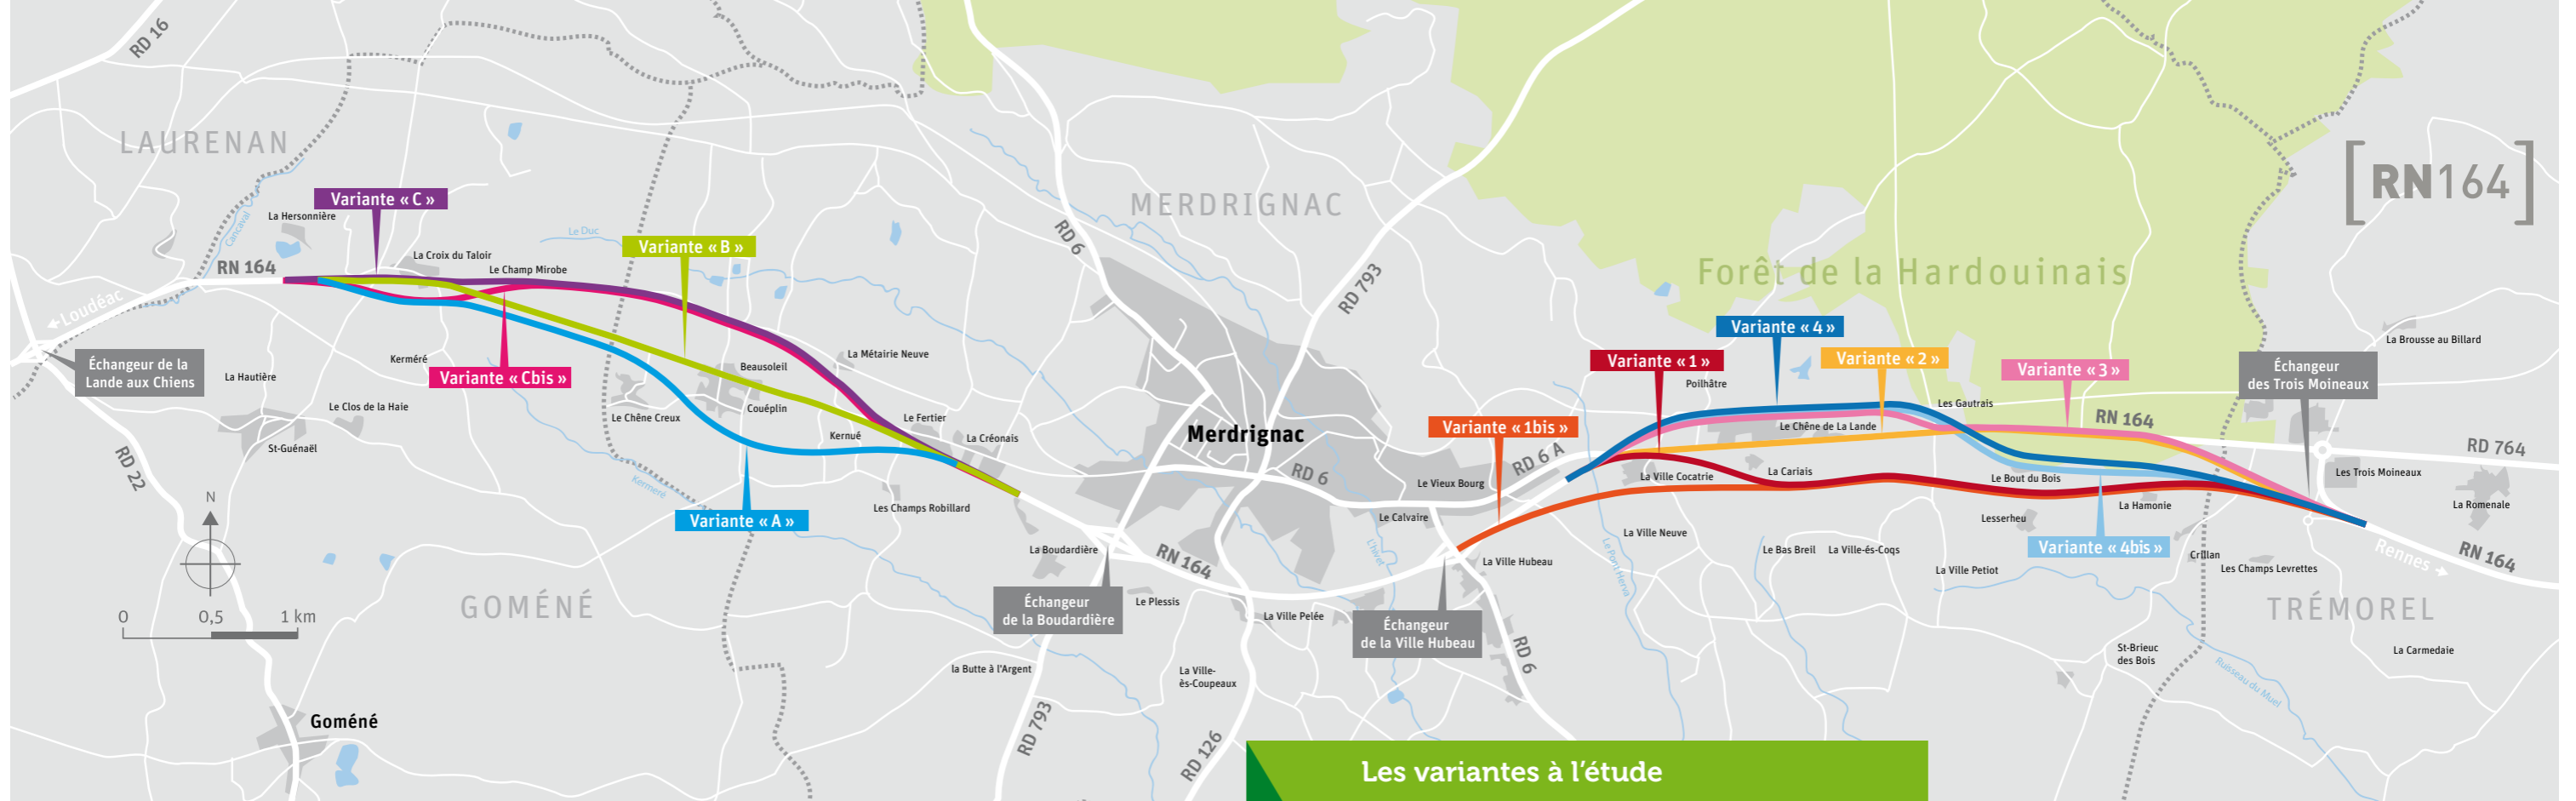 RD 16
LAURENAN
La Hersonnière
Cancaval
Variante « C »
RN 164
←Loudéac
Échangeur de la
Lande aux Chiens
La Croix du Taloir
Le Champ Mirobe
Le Duc
Variante « B »
Kerméré
Variante « Cbis »
La Hautière
Le Clos de la Haie
St-Guénaël
RD 22
N
0 0,5 1 km
Goméné
GOMÉNÉ
Beausoleil
Couéplin
Le Chêne Creux
Kermeré
Variante « A »
La Métairie Neuve
Kernué
Le Fertier
La Créonais
Les Champs Robillard
La Boudardière
Échangeur
de la Boudardière
la Butte à l'Argent
RD 793
RN 164
Le Plessis
La Ville-
ès-Coupeaux
RD 126
La Ville Pelée
RD 6
MERDRIGNAC
RD 793
Merdrignac
RD 6
Le Vieux Bourg
Le Calvaire
L'hivet
Échangeur
de la Ville Hubeau
La Ville Hubeau
RD 6
Variante « 1bis »
RD 6 A
Forêt de la Hardouinais
Variante « 1 »
Poilhâtre
Variante « 4 »
Variante « 2 »
Les Gautrais
Variante « 3 »
Le Chêne de La Lande
La Ville Cocatrie
La Cariais
La Ville Neuve
Le Pont Herva
Le Bas Breil
La Ville-és-Coqs
Le Bout du Bois
Lesserheu
La Hamonie
Variante « 4bis »
La Ville Petiot
Crillan
Les Champs Levrettes
RN 164
Échangeur
des Trois Moineaux
La Brousse au Billard
RD 764
Les Trois Moineaux
La Romenale
Rennes →
RN 164
TRÉMOREL
St-Brieuc
des Bois
Ruisseau du Muel
La Carmedaie
[RN164]
Les variantes à l'étude